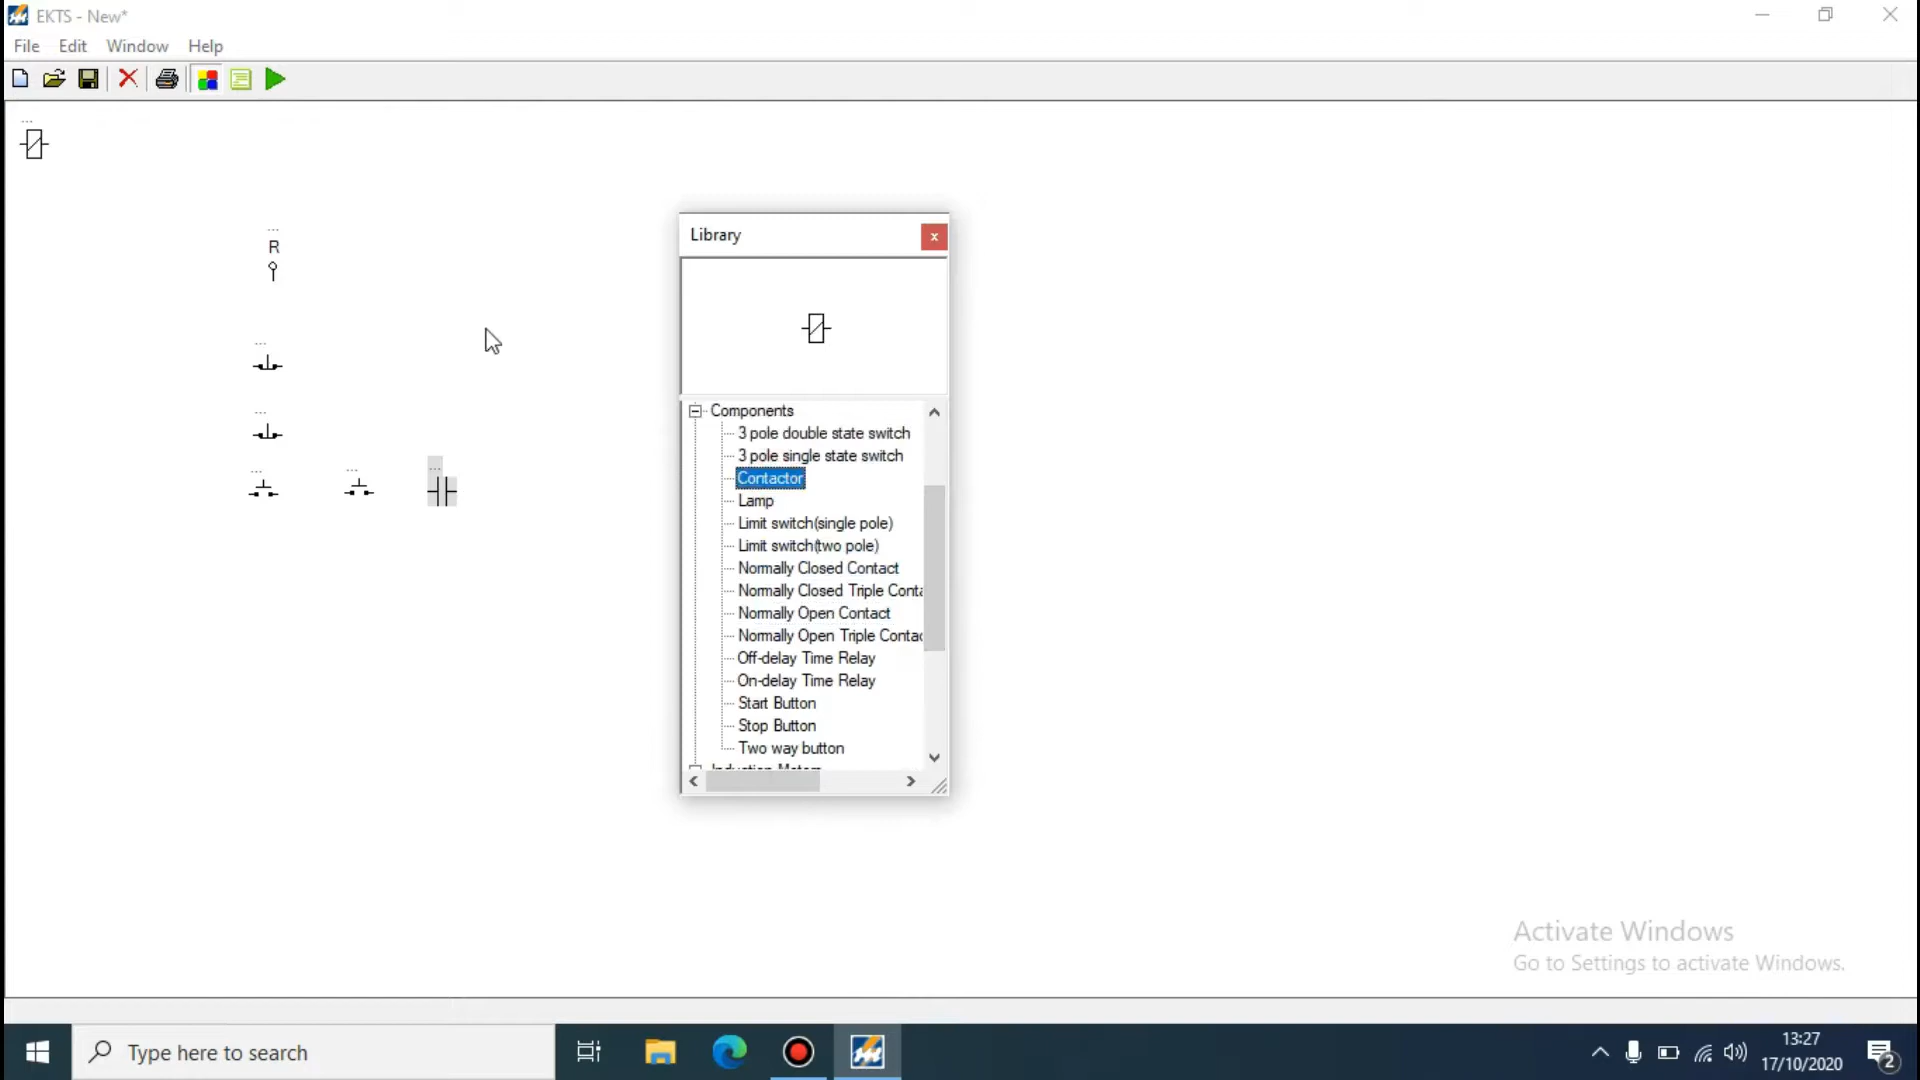 EKTS - New*
File Edit Window Help
...
...
R
...
...
... ... ...
Library
x
Components
3 pole double state switch
3 pole single state switch
Contactor
Lamp
Limit switch(single pole)
Limit switch(two pole)
Normally Closed Contact
Normally Closed Triple Conta
Normally Open Contact
Normally Open Triple Contac
Off-delay Time Relay
On-delay Time Relay
Start Button
Stop Button
Two way button
Induction Motors
Activate Windows
Go to Settings to activate Windows.
Type here to search
13:27
17/10/2020
2